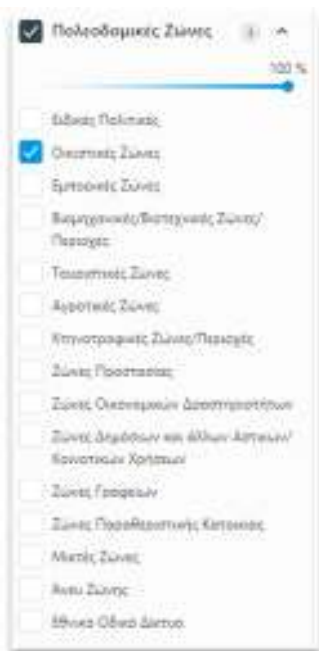 Πολεοδομικές Ζώνες
100 %
Ειδικές Πολιτικές
Οικιστικές Ζώνες
Εμπορικές Ζώνες
Βιομηχανικές/Βιοτεχνικές Ζώνες/
Περιοχές
Τουριστικές Ζώνες
Αγροτικές Ζώνες
Κτηνοτροφικές Ζώνες/Περιοχές
Ζώνες Προστασίας
Ζώνες Οικονομικών Δραστηριοτήτων
Ζώνες Δημόσιων και άλλων Αστικών/
Κοινοτικών Χρήσεων
Ζώνες Γραφείων
Ζώνες Παραθεριστικής Κατοικίας
Μικτές Ζώνες
Άνευ Ζώνης
Εθνικό Οδικό Δίκτυο